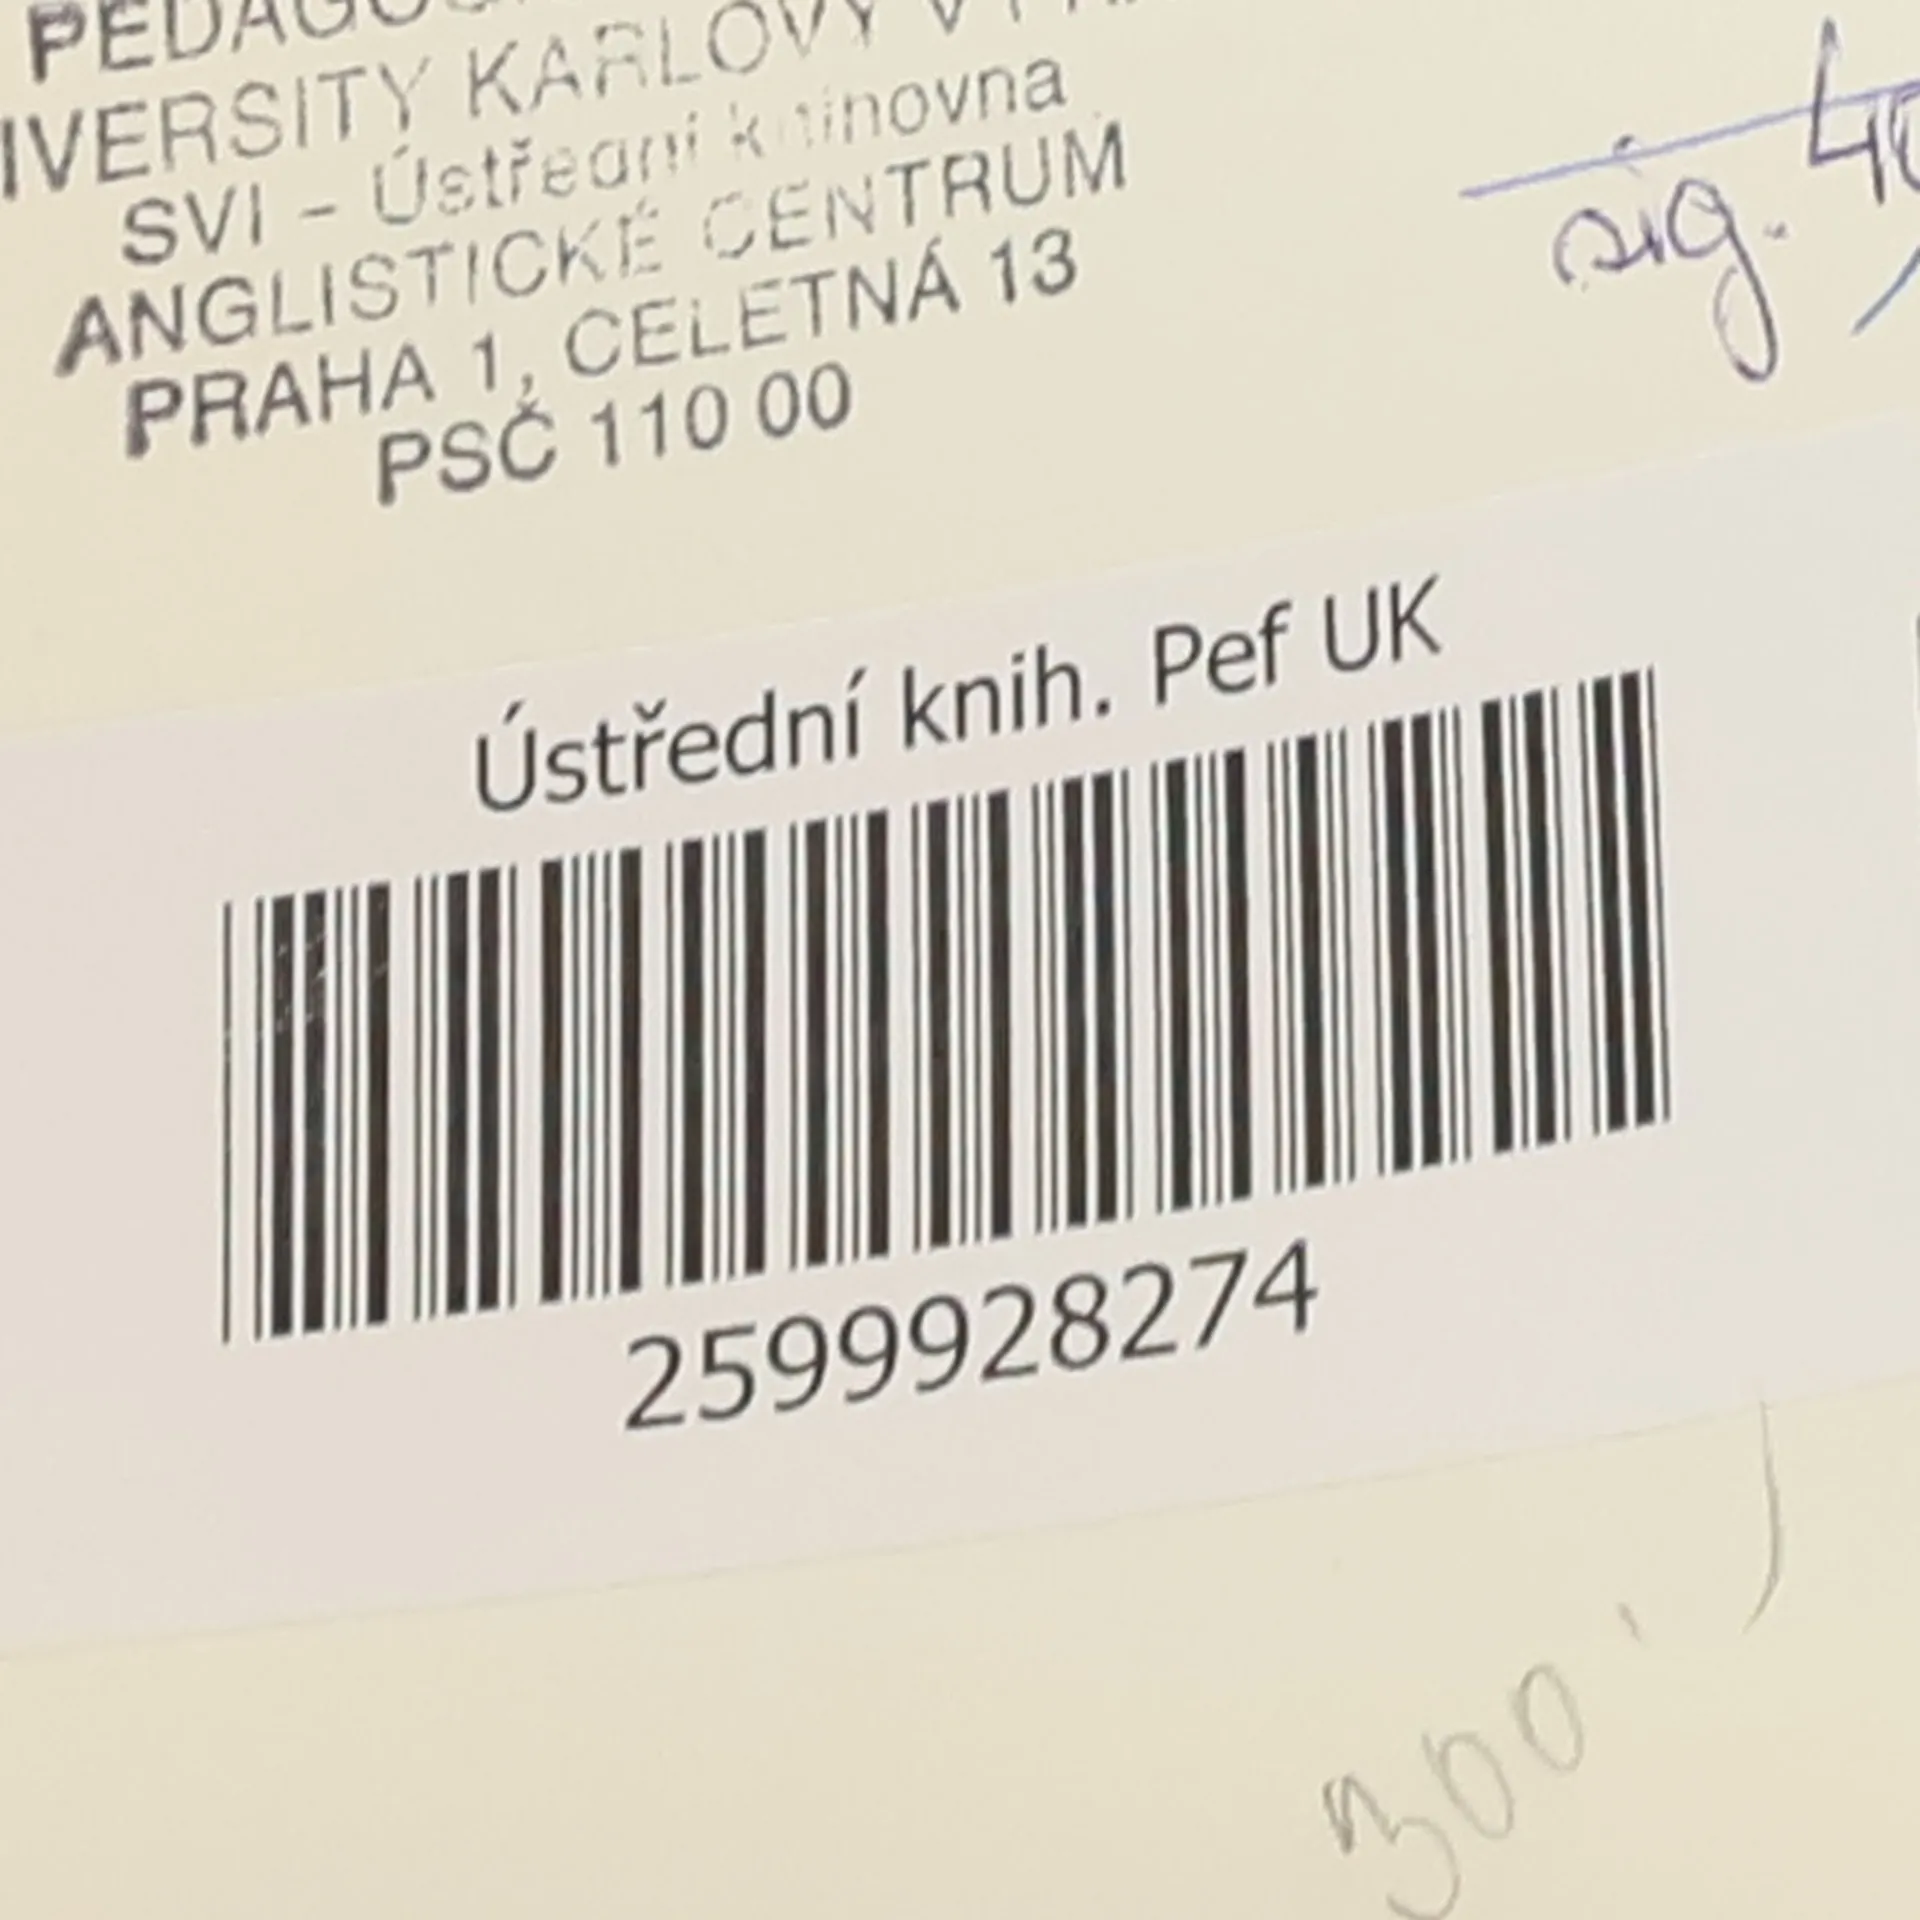 IVERSITY KARLOVY V
SVI - Ústřední knihovna
ANGLISTICKÉ CENTRUM
PRAHA 1, CELETNÁ 13
PSČ 110 00
sig.
Ústřední knih. Pef UK
2599928274
300